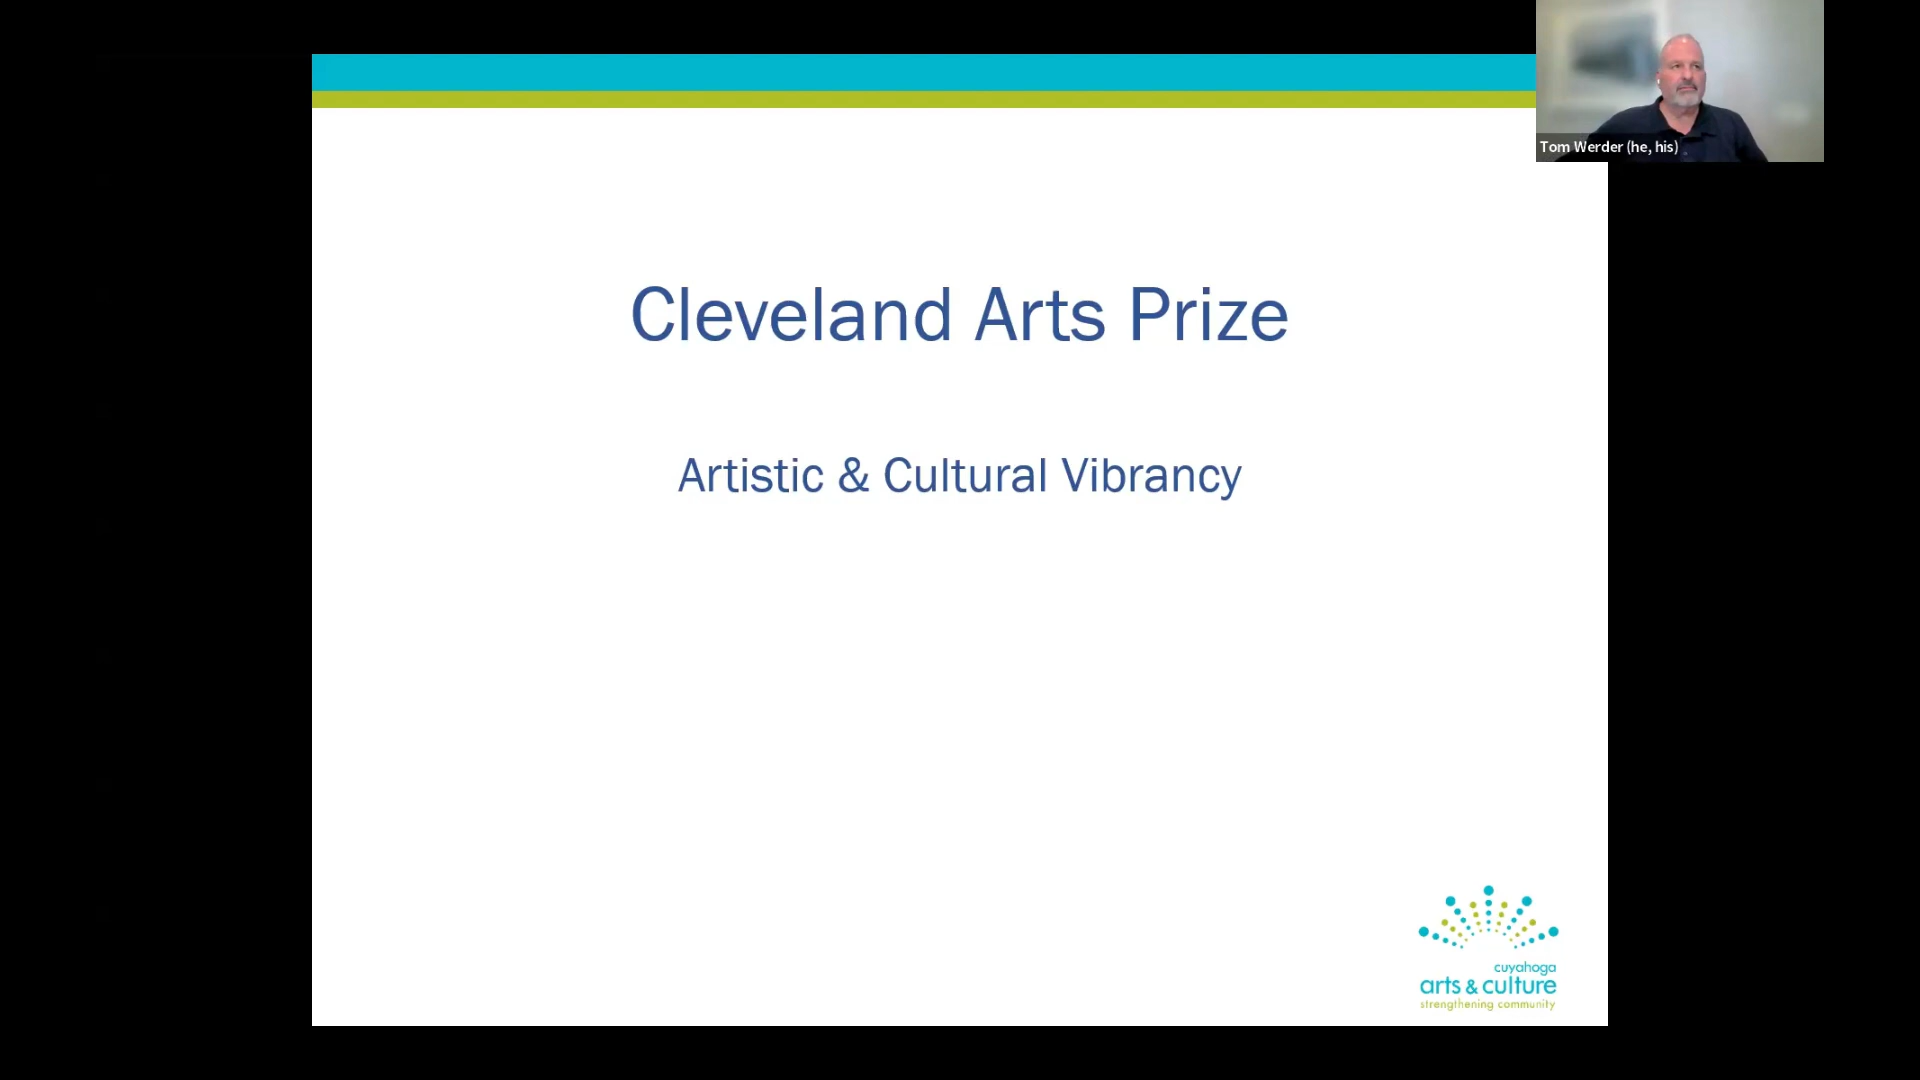 Tom Werder (he, his)
Cleveland Arts Prize
Artistic & Cultural Vibrancy
cuyahoga
arts & culture
strengthening community